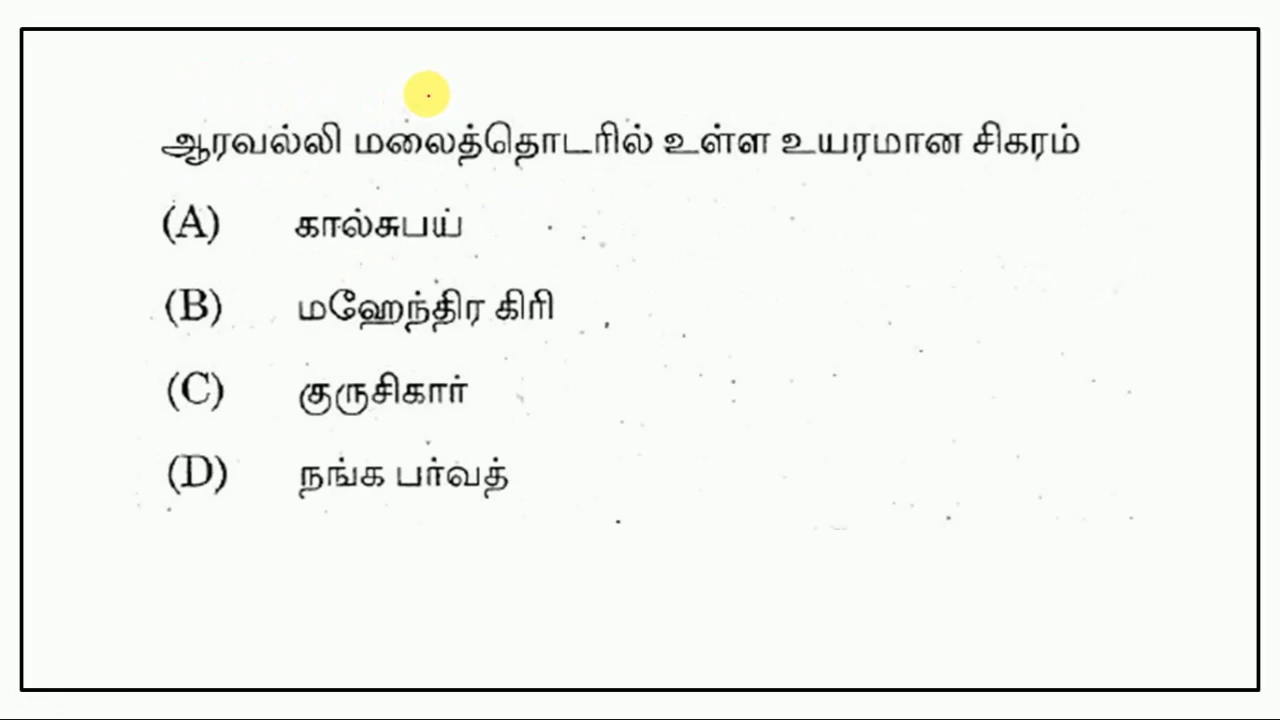 ஆரவல்லி மலைத்தொடரில் உள்ள உயரமான சிகரம்
(A) கால்சுபய்
(B) மஹேந்திர கிரி
(C) குருசிகார்
(D) நங்க பர்வத்